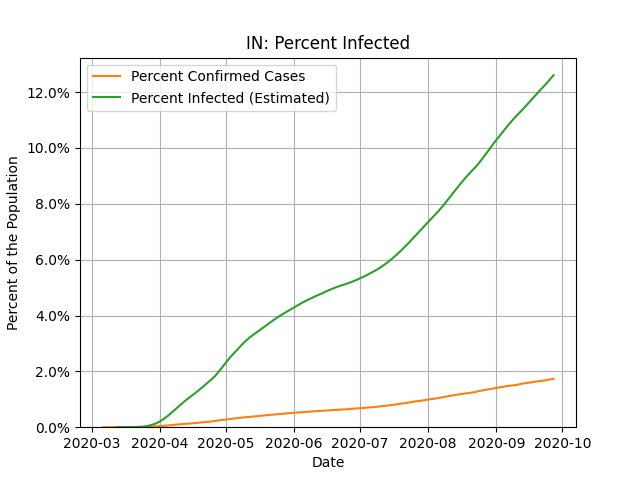 IN: Percent Infected
Percent Confirmed Cases
Percent Infected (Estimated)
12.0%
10.0%
8.0%
6.0%
4.0%
2.0%
0.0%
Percent of the Population
2020-03 2020-04 2020-05 2020-06 2020-07 2020-08 2020-09 2020-10
Date